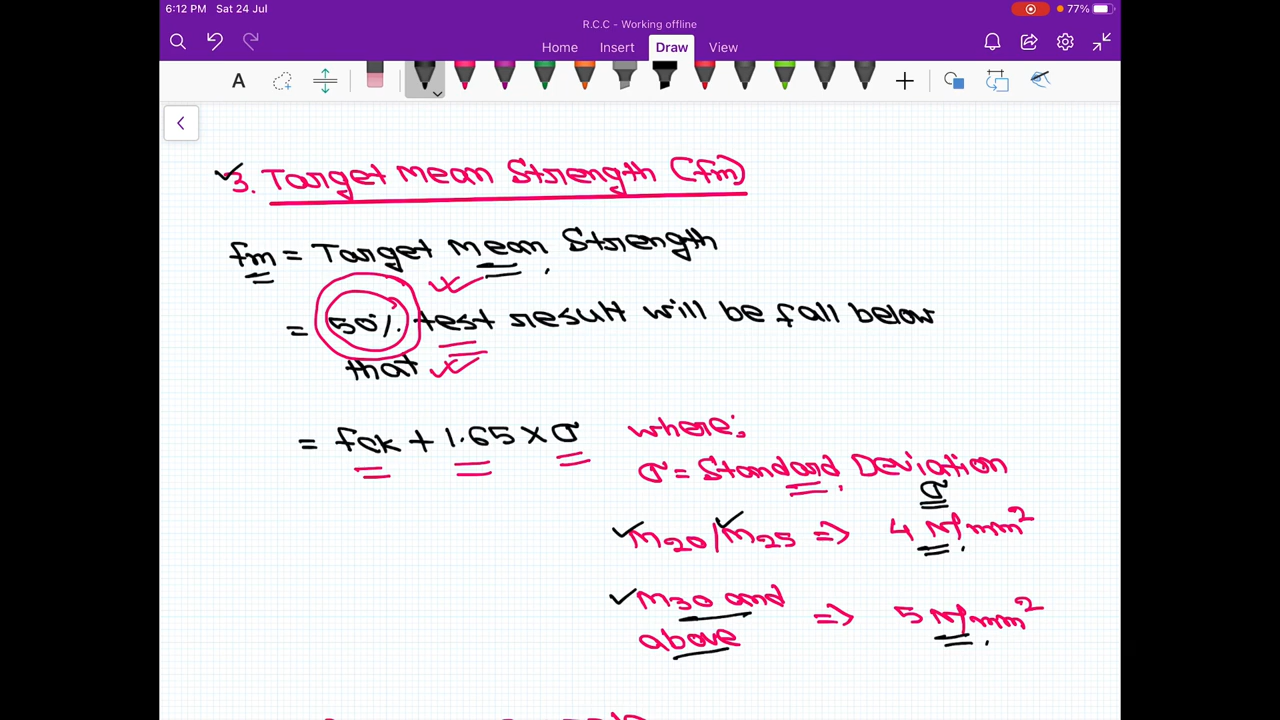 6:12 PM Sat 24 Jul
77%
R.C.C - Working offline
Home Insert Draw View
A
3. Target mean Strength (fm)
fm = Target mean Strength
= 50% test result will be fall below
that
= fck + 1.65 × σ where;
σ = Standard Deviation
σ
M20/M25 => 4 N/mm²
M30 and
above => 5 N/mm²